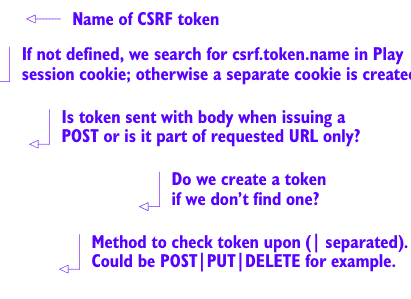 Name of CSRF token
If not defined, we search for csrf.token.name in Play
session cookie; otherwise a separate cookie is create
Is token sent with body when issuing a
POST or is it part of requested URL only?
Do we create a token
if we don't find one?
Method to check token upon (| separated).
Could be POST|PUT|DELETE for example.